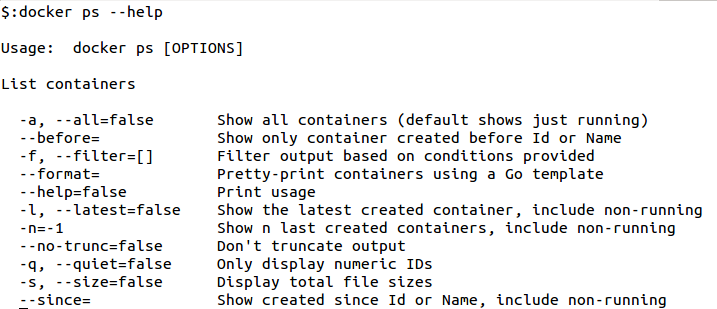 $:docker ps --help
Usage:  docker ps [OPTIONS]
List containers
-a, --all=false       Show all containers (default shows just running)
--before=             Show only container created before Id or Name
-f, --filter=[]       Filter output based on conditions provided
--format=             Pretty-print containers using a Go template
--help=false          Print usage
-l, --latest=false    Show the latest created container, include non-running
-n=-1                 Show n last created containers, include non-running
--no-trunc=false      Don't truncate output
-q, --quiet=false     Only display numeric IDs
-s, --size=false      Display total file sizes
--since=              Show created since Id or Name, include non-running